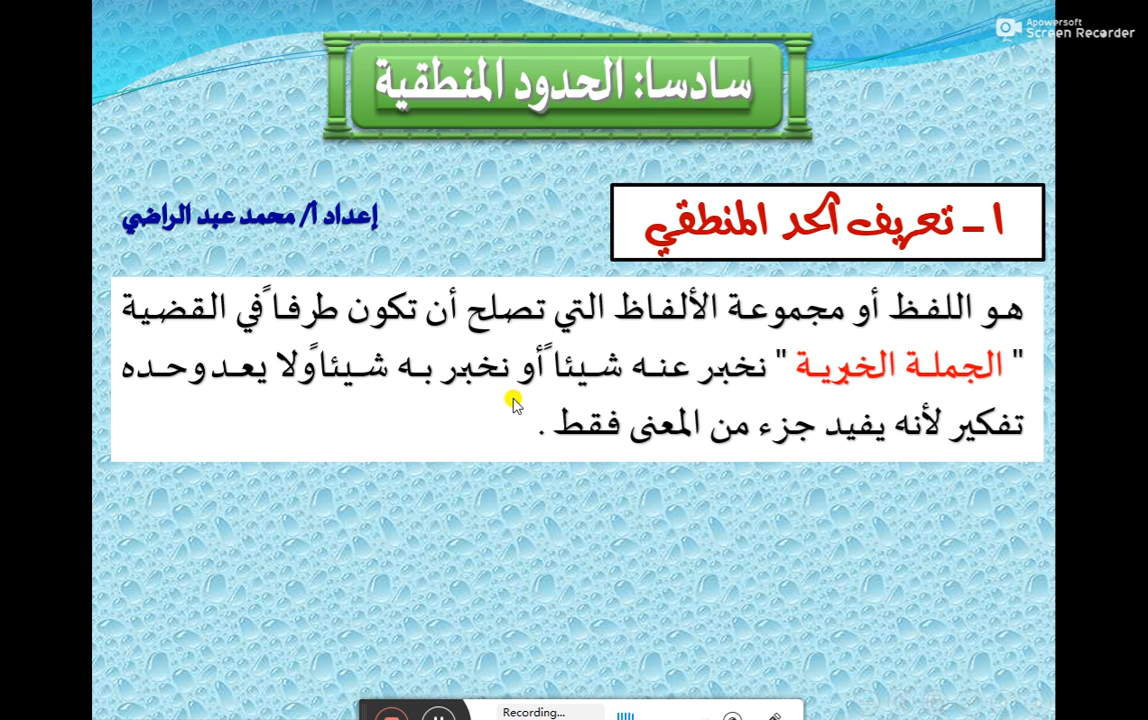 Apowersoft
Screen Recorder
سادسا: الحدود المنطقية
١ ـ تعريف الحد المنطقي
إعداد أ/ محمد عبد الراضي
هو اللفظ أو مجموعة الألفاظ التي تصلح أن تكون طرفاً في القضية
" الجملة الخبرية " نخبر عنه شيئاً أو نخبر به شيئاً ولا يعد وحده
تفكير لأنه يفيد جزء من المعنى فقط .
Recording...